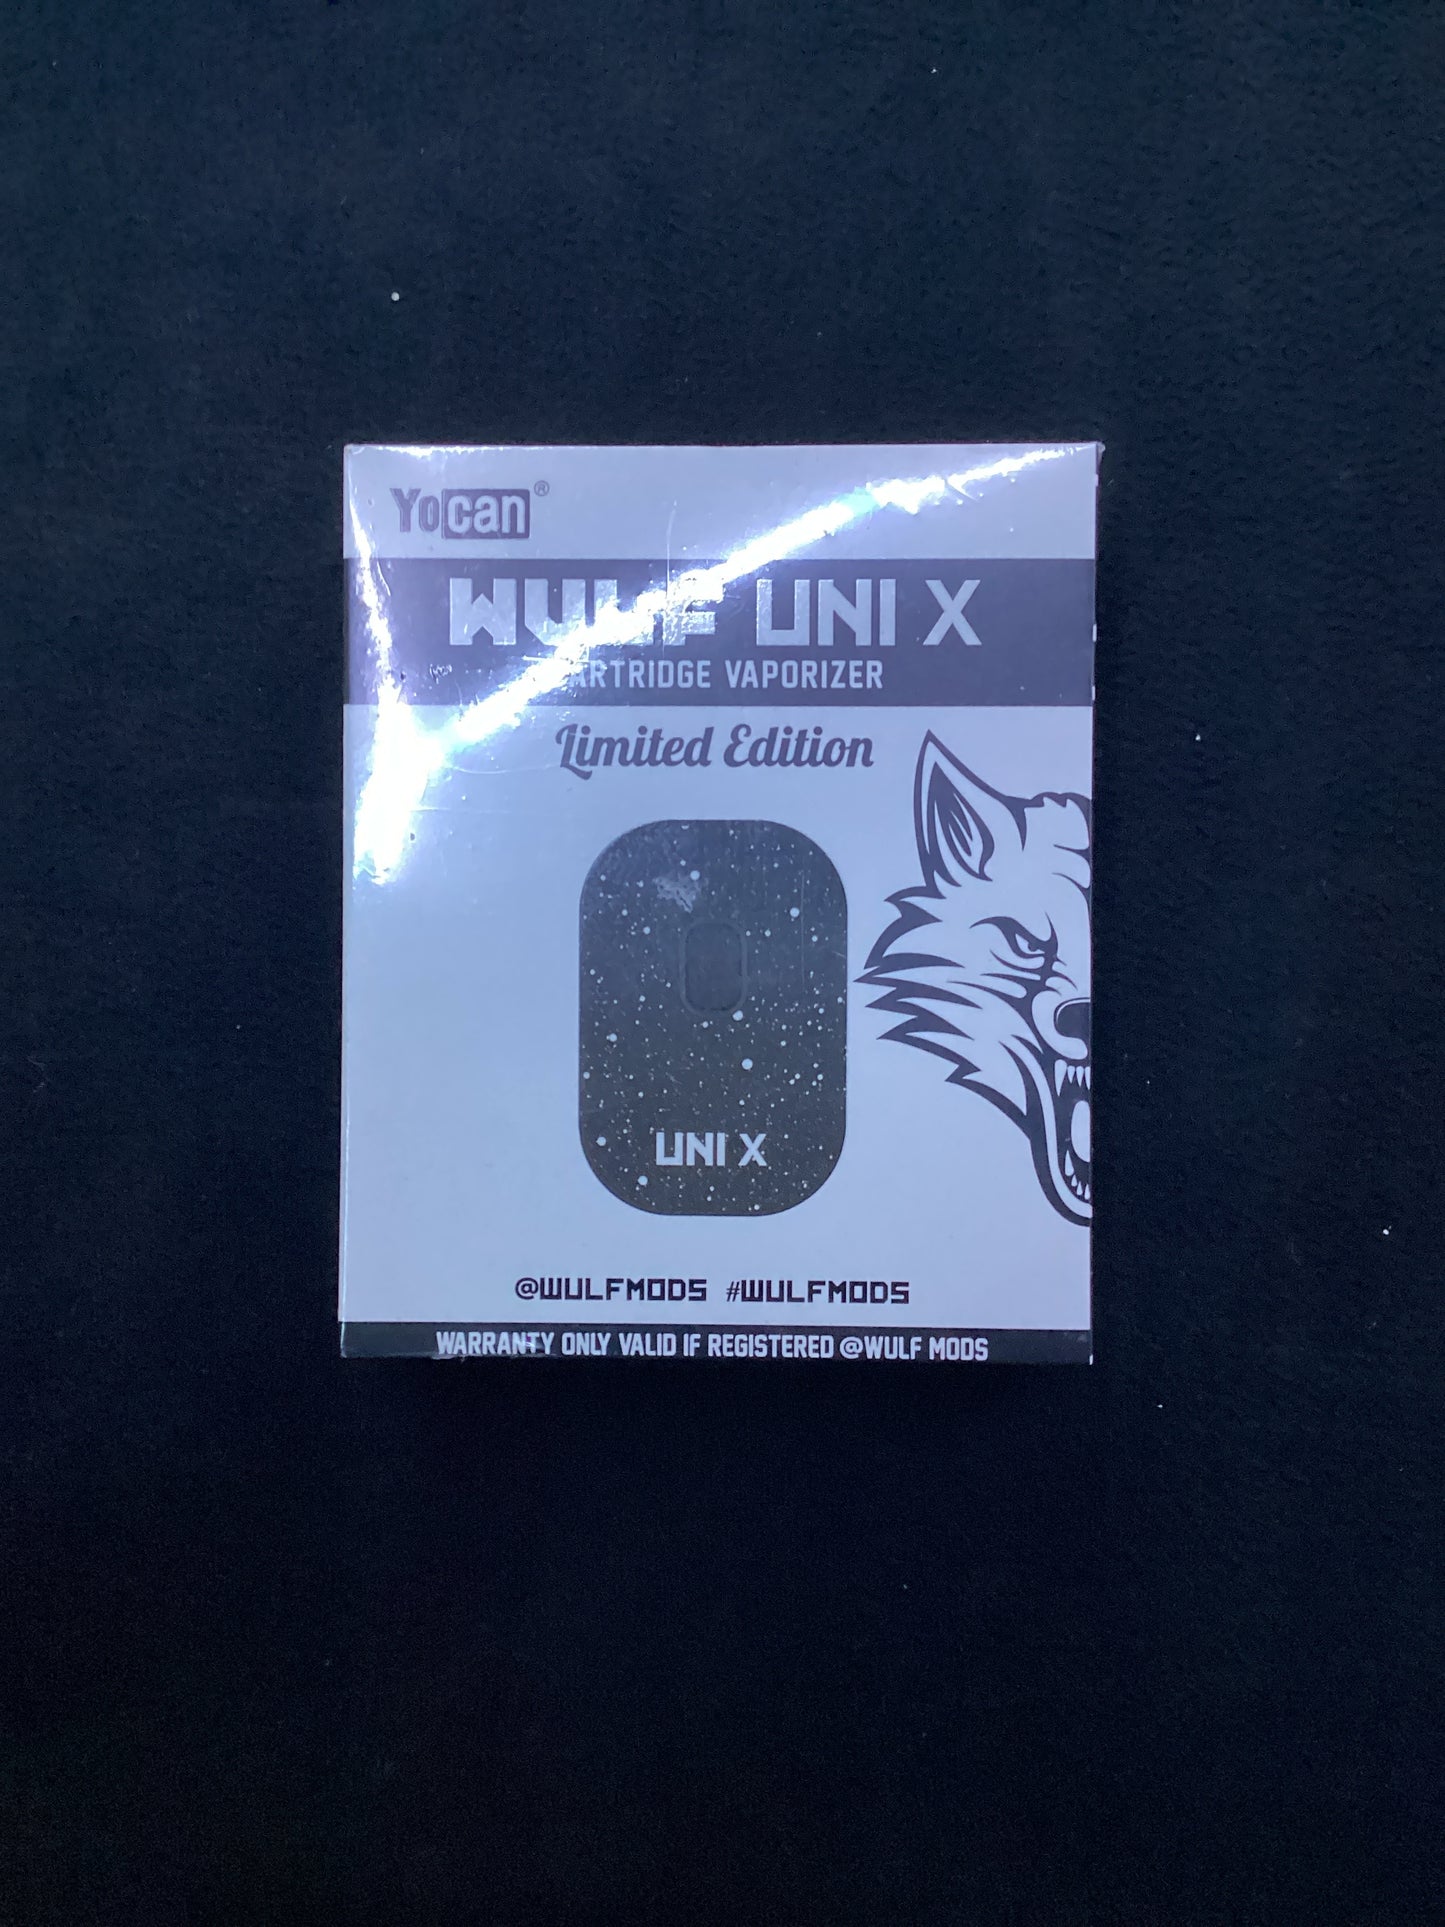 Yocan®
WULF UNI X
CARTRIDGE VAPORIZER
Limited Edition
UNI X
@WULFMODS #WULFMODS
WARRANTY ONLY VALID IF REGISTERED @WULF MODS